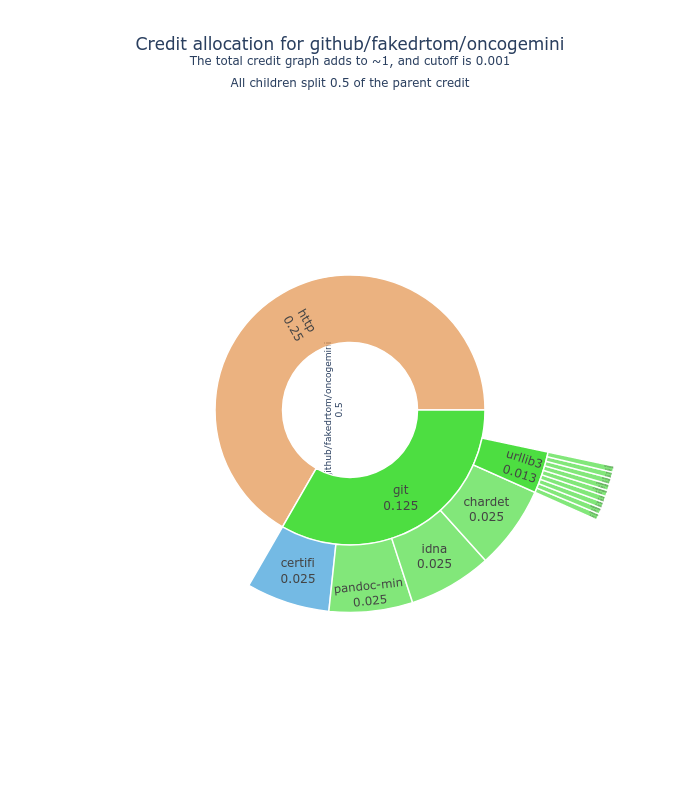 Credit allocation for github/fakedrtom/oncogemini
The total credit graph adds to ~1, and cutoff is 0.001
All children split 0.5 of the parent credit
http
0.25
github/fakedrtom/oncogemini
0.5
urllib3
0.013
git
0.125
chardet
0.025
idna
0.025
certifi
0.025
pandoc-min
0.025